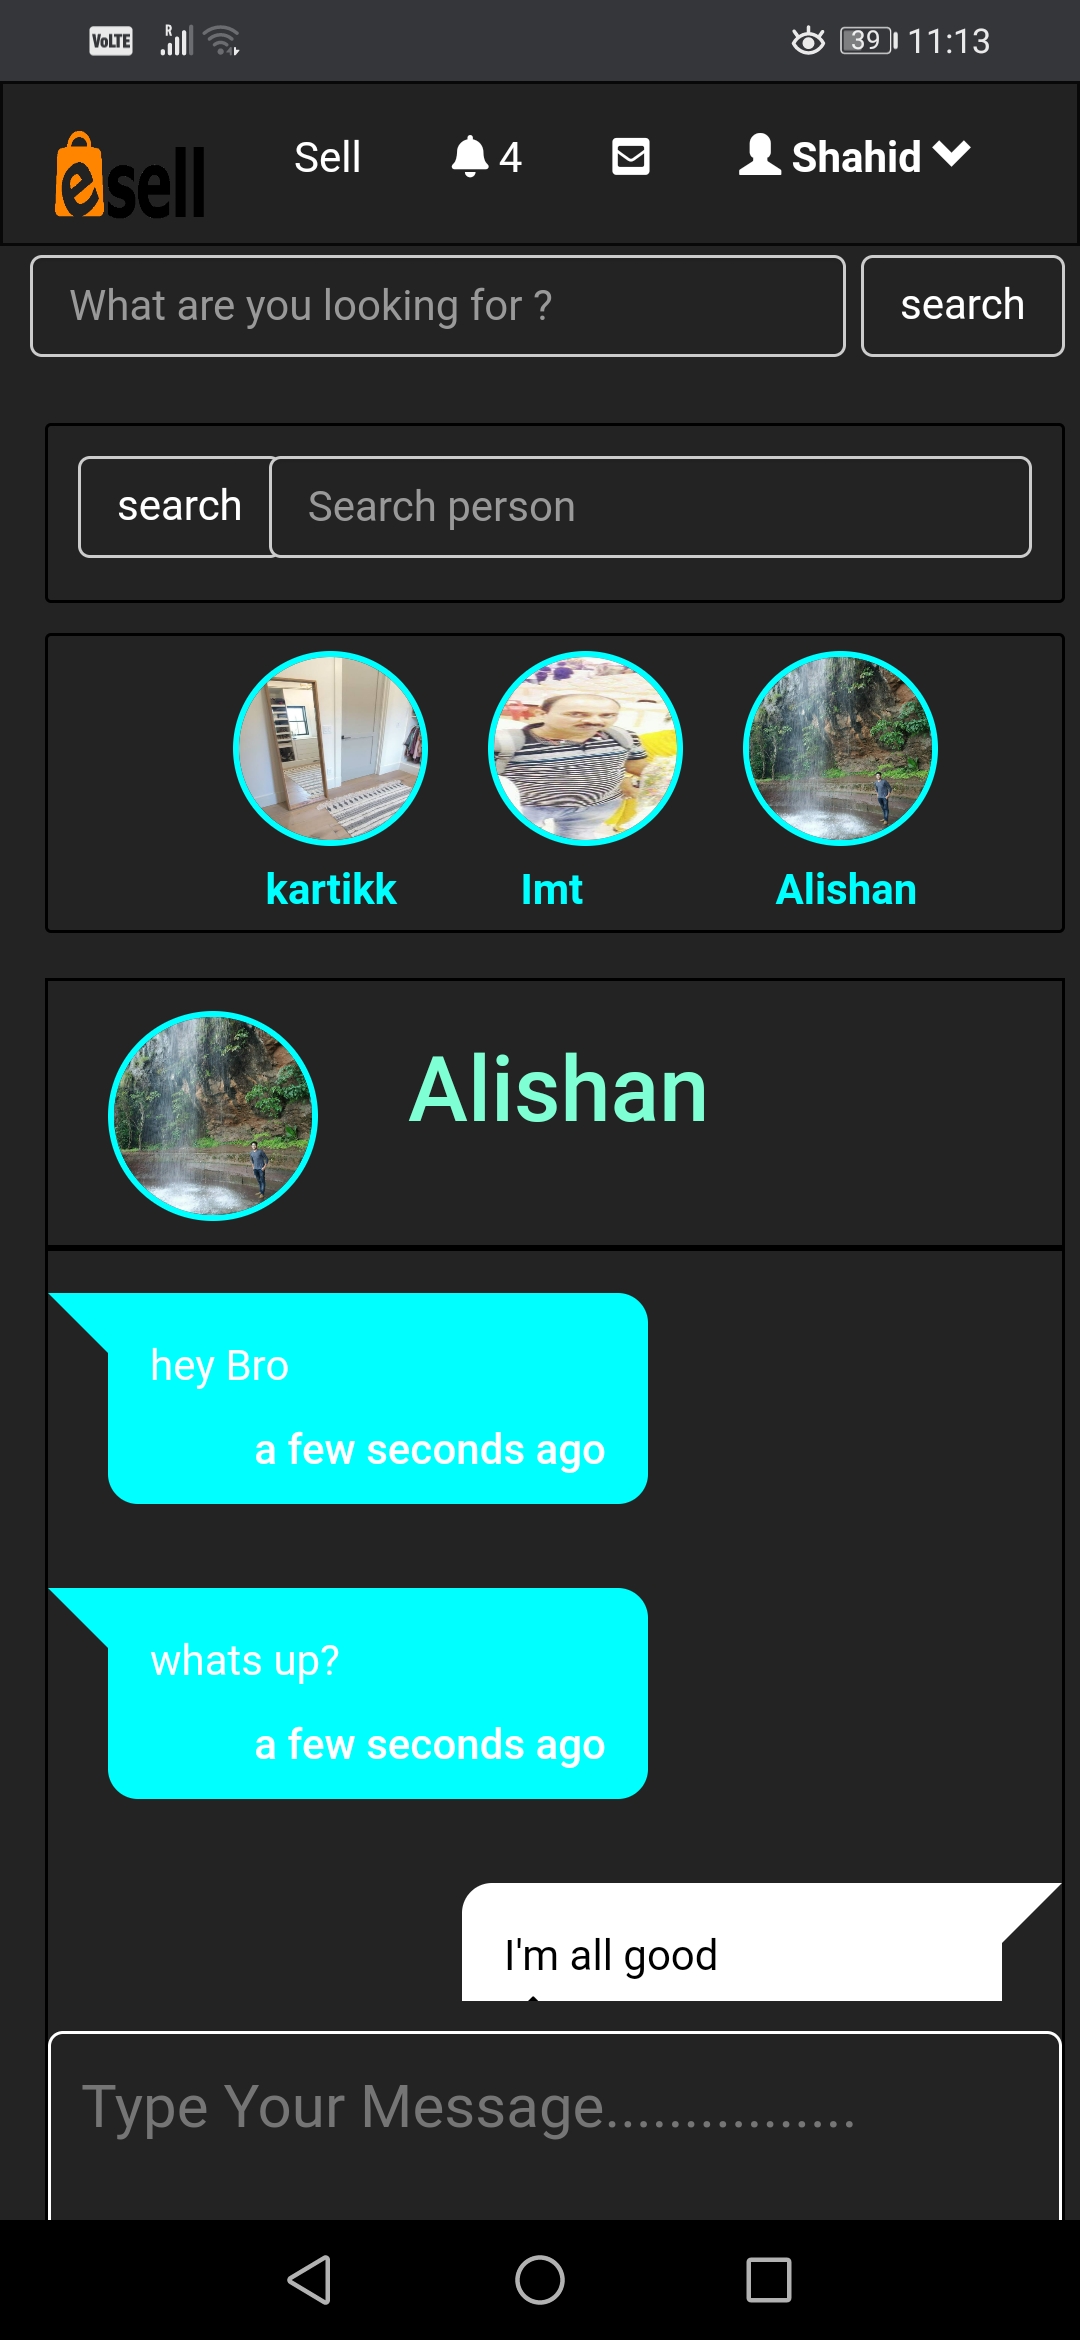 VoLTE R 39 11:13
esell Sell 4 Shahid
What are you looking for ? search
search Search person
kartikk Imt Alishan
Alishan
hey Bro
a few seconds ago
whats up?
a few seconds ago
I'm all good
Type Your Message................